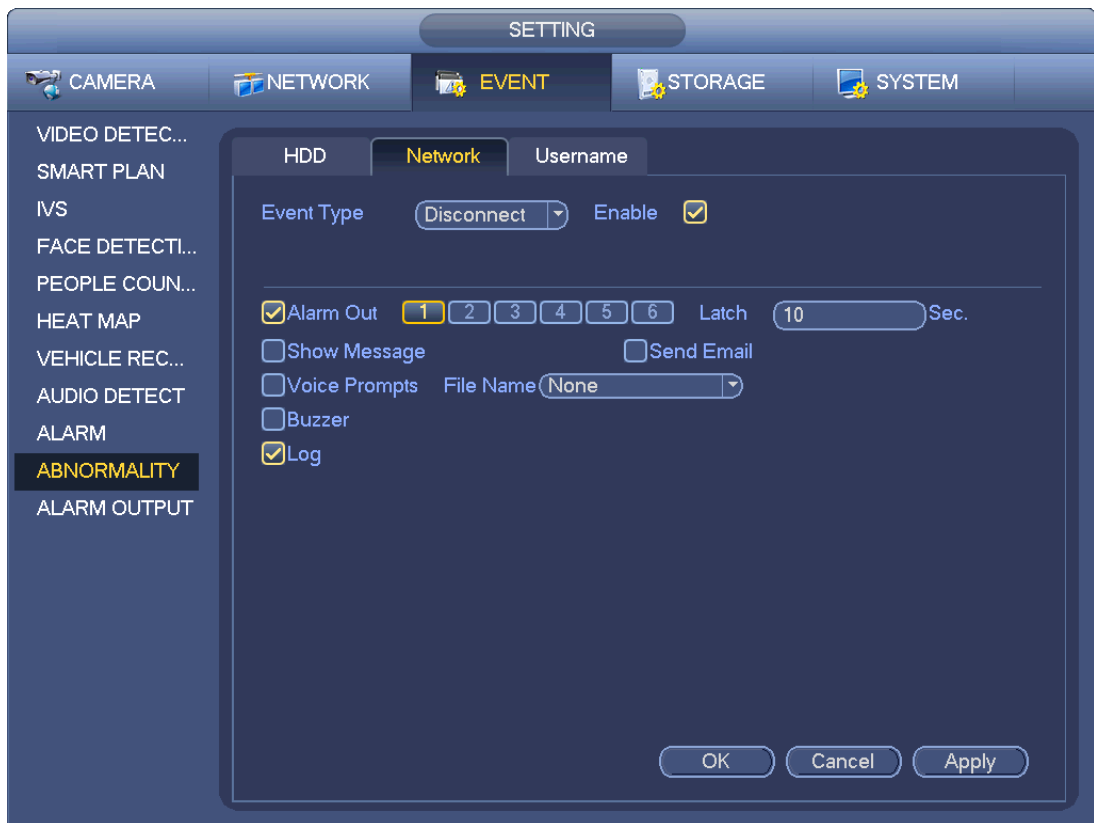 SETTING
CAMERA NETWORK EVENT STORAGE SYSTEM
VIDEO DETEC...
SMART PLAN
IVS
FACE DETECTI...
PEOPLE COUN...
HEAT MAP
VEHICLE REC...
AUDIO DETECT
ALARM
ABNORMALITY
ALARM OUTPUT
HDD Network Username
Event Type Disconnect Enable
Alarm Out 1 2 3 4 5 6 Latch 10 Sec.
Show Message Send Email
Voice Prompts File Name None
Buzzer
Log
OK Cancel Apply